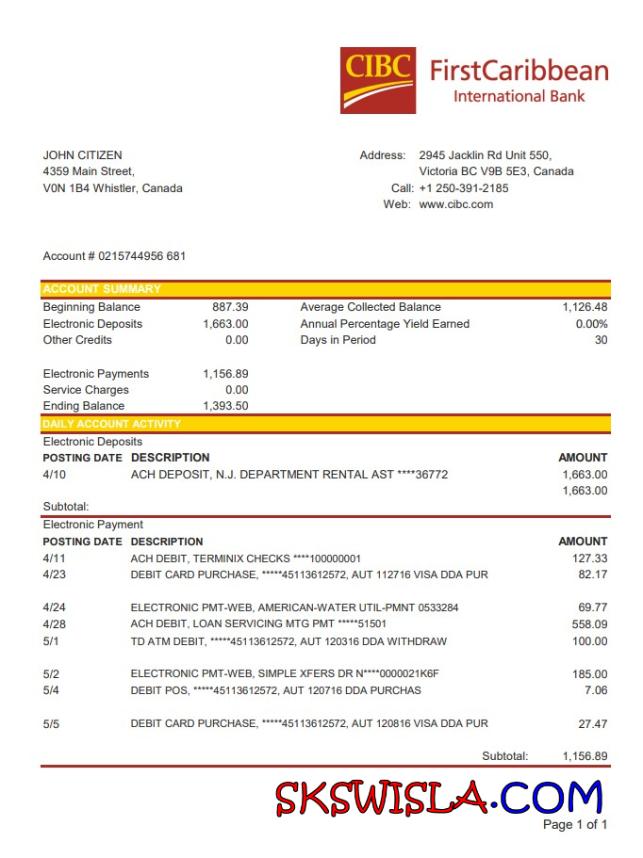 CIBC FirstCaribbean
International Bank
JOHN CITIZEN
4359 Main Street,
V0N 1B4 Whistler, Canada
Address: 2945 Jacklin Rd Unit 550,
Victoria BC V9B 5E3, Canada
Call: +1 250-391-2185
Web: www.cibc.com
Account # 0215744956 681
ACCOUNT SUMMARY
Beginning Balance 887.39 Average Collected Balance 1,126.48
Electronic Deposits 1,663.00 Annual Percentage Yield Earned 0.00%
Other Credits 0.00 Days in Period 30
Electronic Payments 1,156.89
Service Charges 0.00
Ending Balance 1,393.50
DAILY ACCOUNT ACTIVITY
Electronic Deposits
POSTING DATE DESCRIPTION AMOUNT
4/10 ACH DEPOSIT, N.J. DEPARTMENT RENTAL AST ****36772 1,663.00
1,663.00
Subtotal:
Electronic Payment
POSTING DATE DESCRIPTION AMOUNT
4/11 ACH DEBIT, TERMINIX CHECKS ****100000001 127.33
4/23 DEBIT CARD PURCHASE, *****45113612572, AUT 112716 VISA DDA PUR 82.17
4/24 ELECTRONIC PMT-WEB, AMERICAN-WATER UTIL-PMNT 0533284 69.77
4/28 ACH DEBIT, LOAN SERVICING MTG PMT *****51501 558.09
5/1 TD ATM DEBIT, *****45113612572, AUT 120316 DDA WITHDRAW 100.00
5/2 ELECTRONIC PMT-WEB, SIMPLE XFERS DR N****0000021K6F 185.00
5/4 DEBIT POS, *****45113612572, AUT 120716 DDA PURCHAS 7.06
5/5 DEBIT CARD PURCHASE, *****45113612572, AUT 120816 VISA DDA PUR 27.47
Subtotal: 1,156.89
SKSWISLA.COM
Page 1 of 1